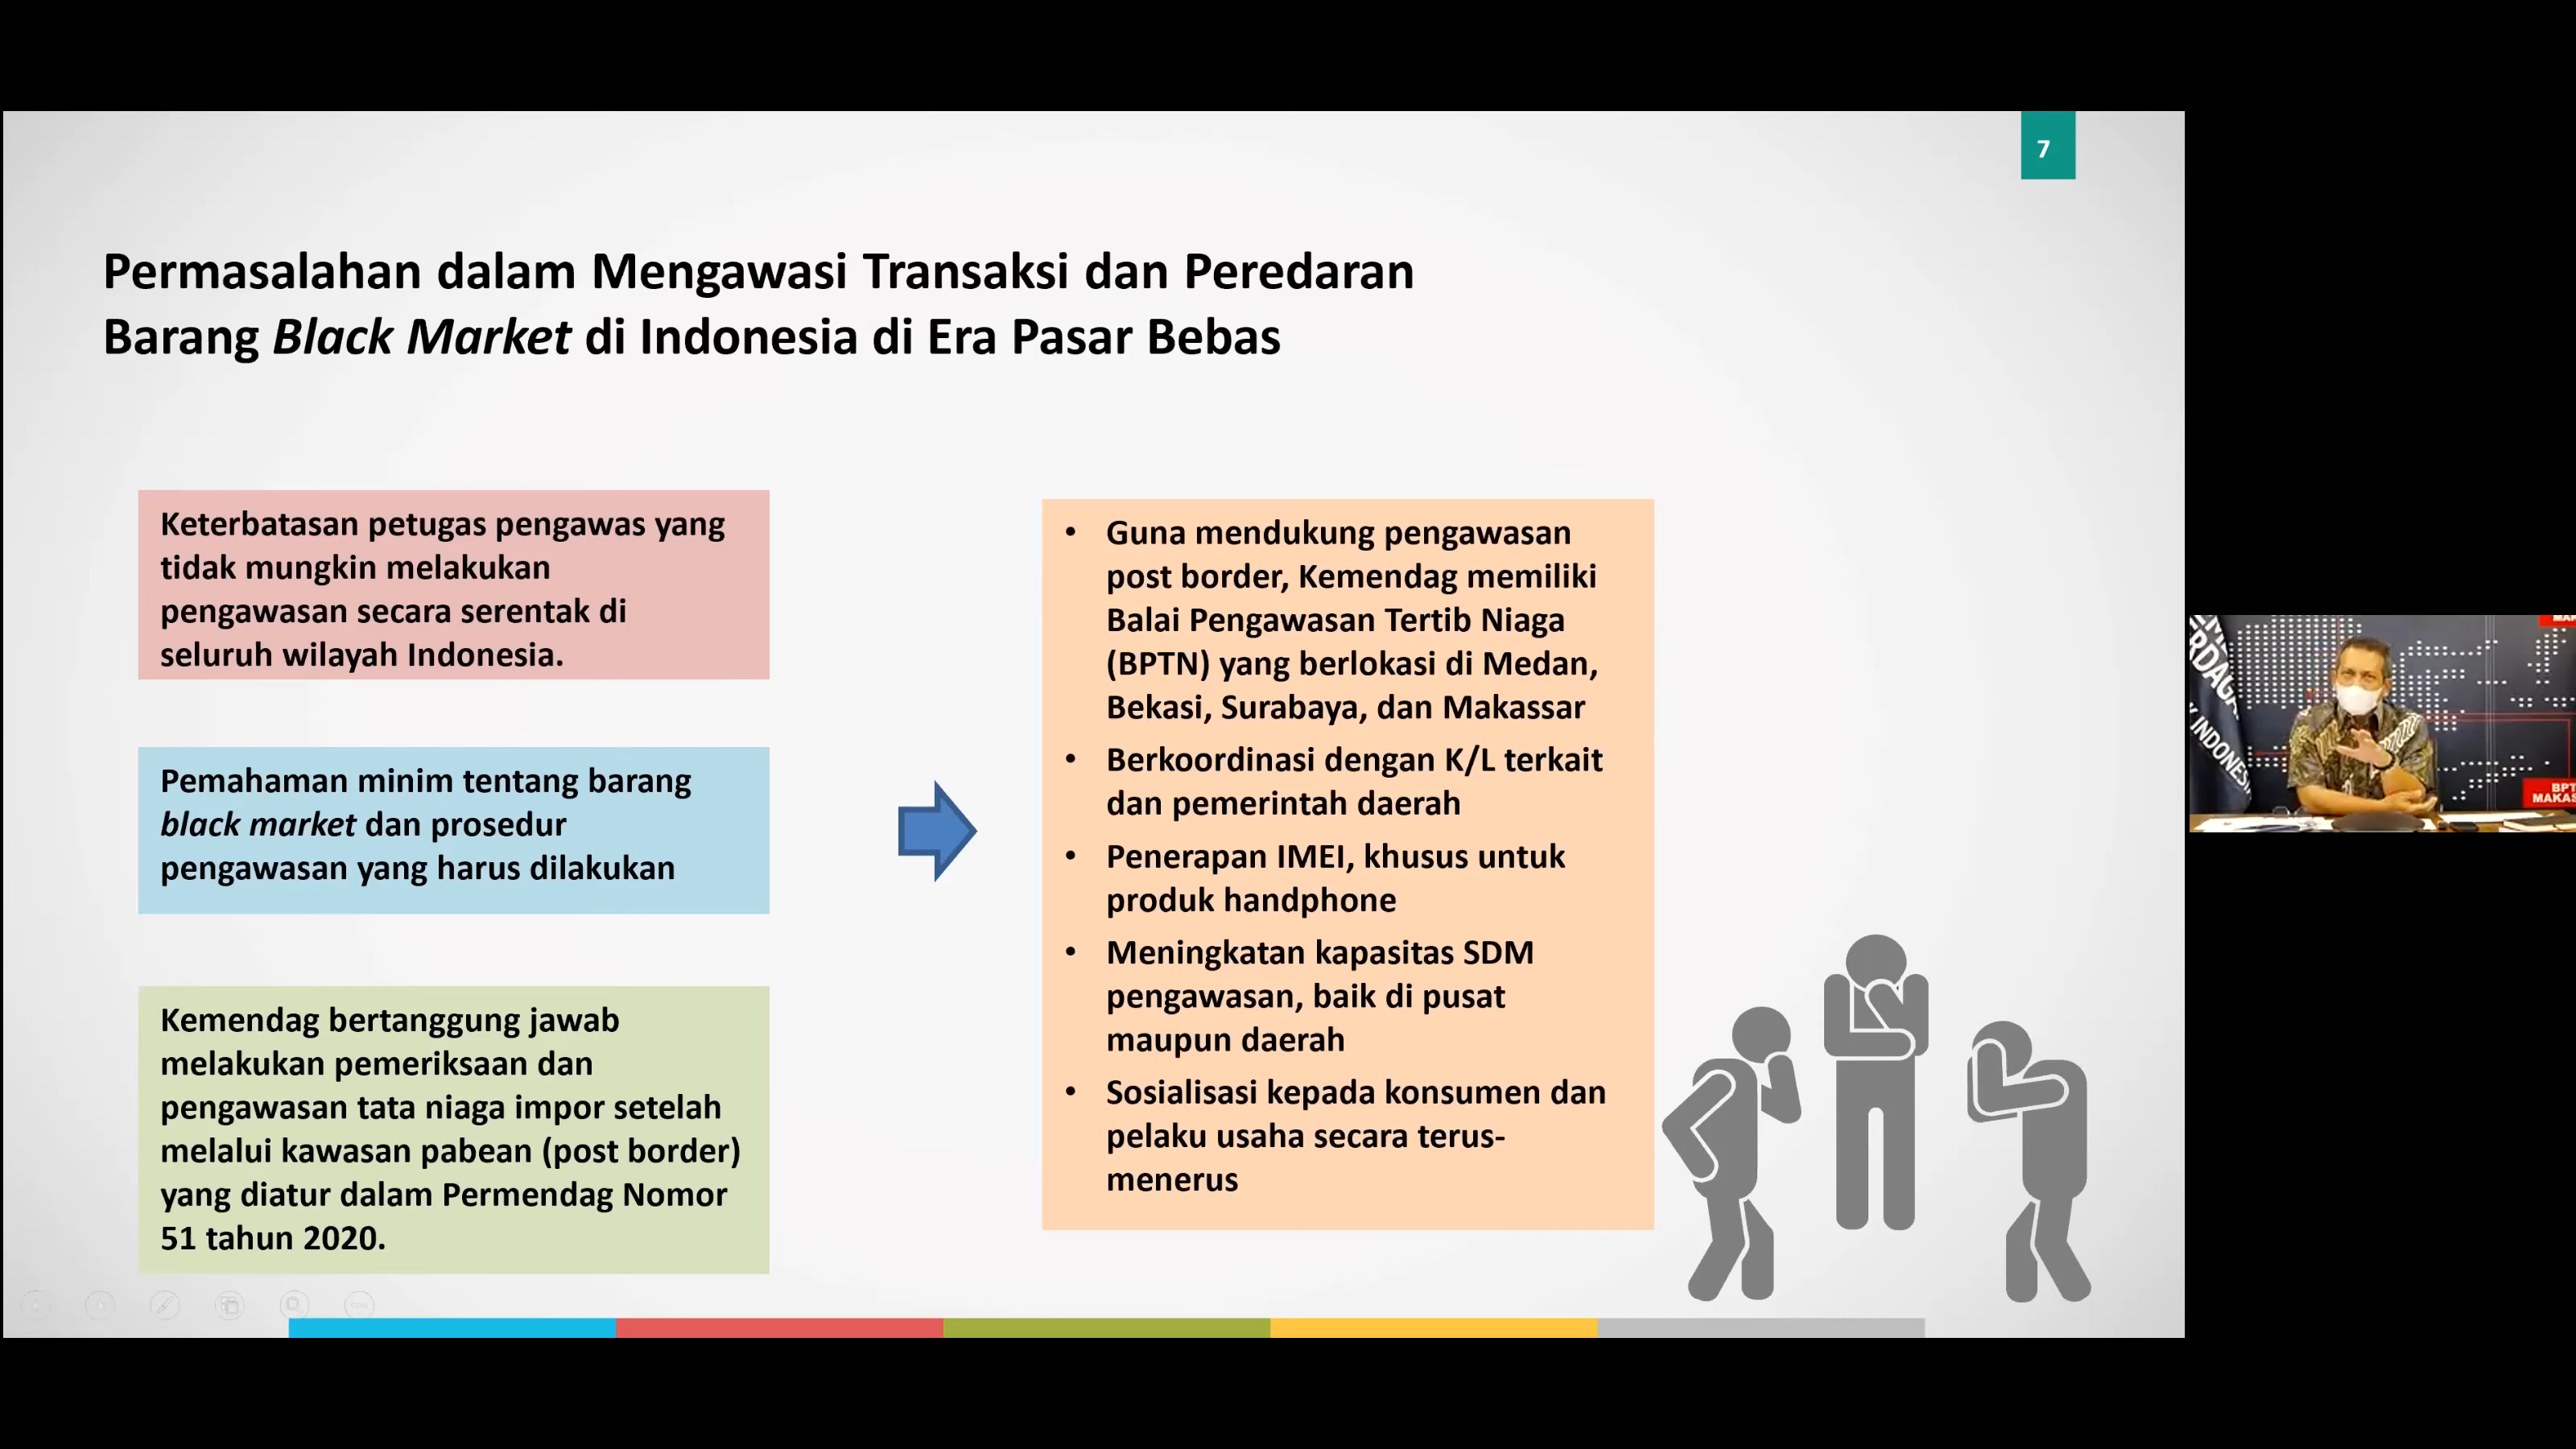 7
Permasalahan dalam Mengawasi Transaksi dan Peredaran
Barang Black Market di Indonesia di Era Pasar Bebas
Keterbatasan petugas pengawas yang
tidak mungkin melakukan
pengawasan secara serentak di
seluruh wilayah Indonesia.
Pemahaman minim tentang barang
black market dan prosedur
pengawasan yang harus dilakukan
Kemendag bertanggung jawab
melakukan pemeriksaan dan
pengawasan tata niaga impor setelah
melalui kawasan pabean (post border)
yang diatur dalam Permendag Nomor
51 tahun 2020.
• Guna mendukung pengawasan
post border, Kemendag memiliki
Balai Pengawasan Tertib Niaga
(BPTN) yang berlokasi di Medan,
Bekasi, Surabaya, dan Makassar
• Berkoordinasi dengan K/L terkait
dan pemerintah daerah
• Penerapan IMEI, khusus untuk
produk handphone
• Meningkatan kapasitas SDM
pengawasan, baik di pusat
maupun daerah
• Sosialisasi kepada konsumen dan
pelaku usaha secara terus-
menerus
RDAGA
K INDONESI
BPT
MAKAS